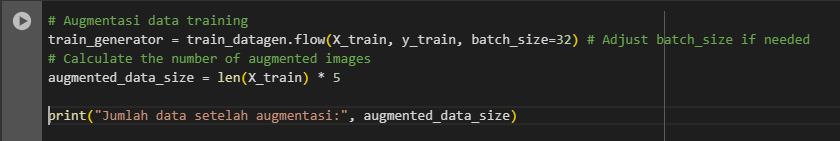 # Augmentasi data training
train_generator = train_datagen.flow(X_train, y_train, batch_size=32) # Adjust batch_size if needed
# Calculate the number of augmented images
augmented_data_size = len(X_train) * 5
print("Jumlah data setelah augmentasi:", augmented_data_size)